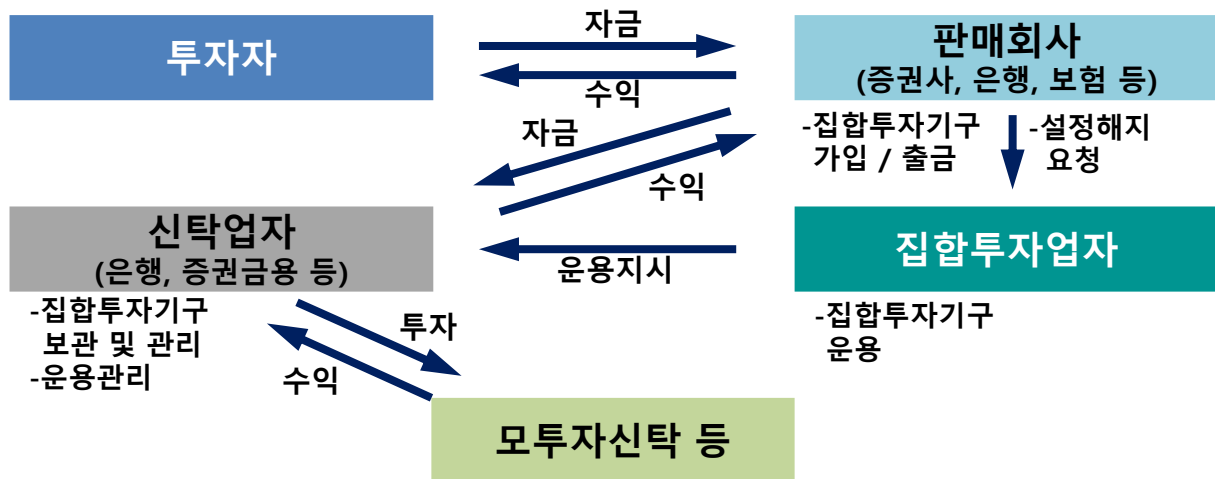 투자자
자금
수익
판매회사
(증권사, 은행, 보험 등)
자금
수익
-집합투자기구
가입 / 출금
-설정해지
요청
신탁업자
(은행, 증권금용 등)
운용지시
집합투자업자
-집합투자기구
보관 및 관리
-운용관리
투자
수익
-집합투자기구
운용
모투자신탁 등